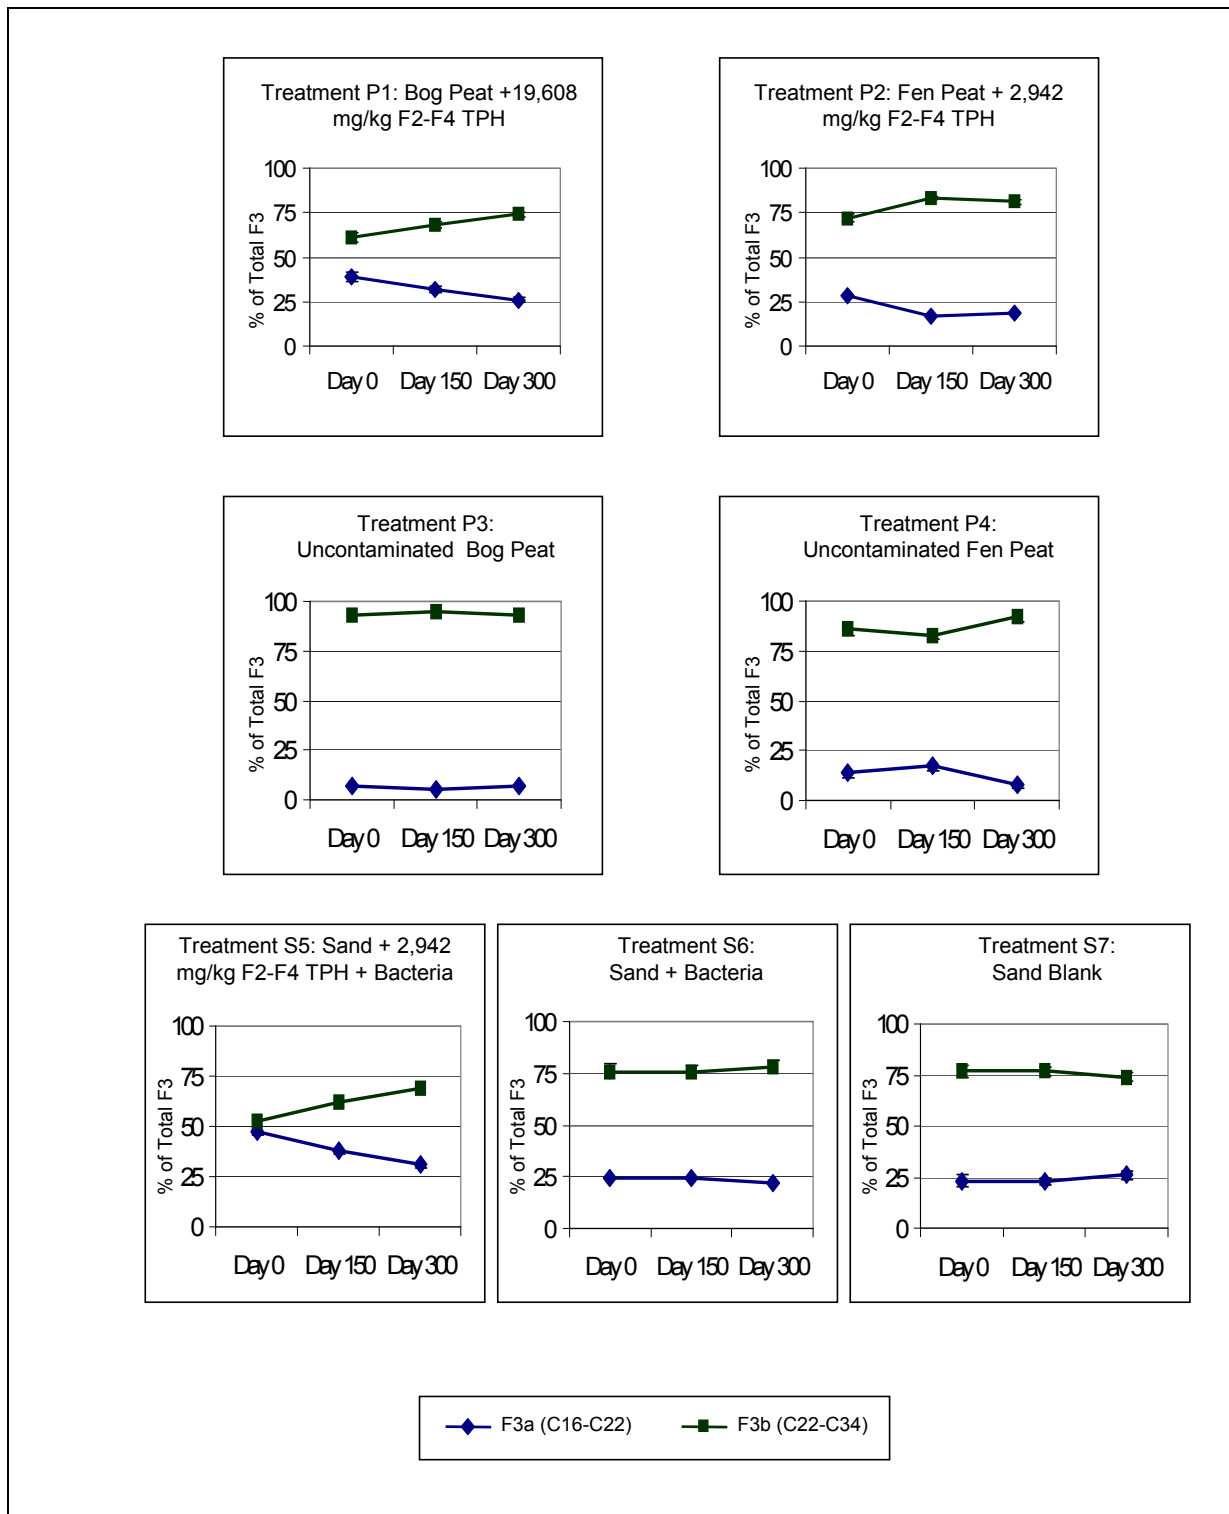 Treatment P1: Bog Peat +19,608
mg/kg F2-F4 TPH
% of Total F3
100
75
50
25
0
Day 0 Day 150 Day 300
Treatment P2: Fen Peat + 2,942
mg/kg F2-F4 TPH
% of Total F3
100
75
50
25
0
Day 0 Day 150 Day 300
Treatment P3:
Uncontaminated Bog Peat
% of Total F3
100
75
50
25
0
Day 0 Day 150 Day 300
Treatment P4:
Uncontaminated Fen Peat
% of Total F3
100
75
50
25
0
Day 0 Day 150 Day 300
Treatment S5: Sand + 2,942
mg/kg F2-F4 TPH + Bacteria
% of Total F3
100
75
50
25
0
Day 0 Day 150 Day 300
Treatment S6:
Sand + Bacteria
% of Total F3
100
75
50
25
0
Day 0 Day 150 Day 300
Treatment S7:
Sand Blank
% of Total F3
100
75
50
25
0
Day 0 Day 150 Day 300
F3a (C16-C22) F3b (C22-C34)